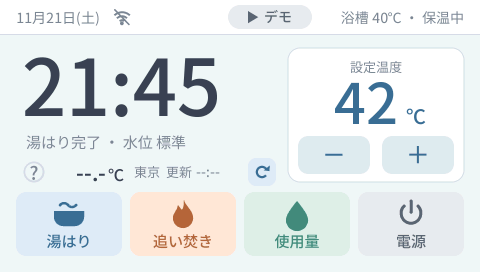 11月21日(土)
デモ
浴槽 40℃ ・ 保温中
21:45
設定温度
42 ℃
湯はり完了 ・ 水位 標準
− +
? --.-℃ 東京 更新 --:--
湯はり
追い焚き
使用量
電源